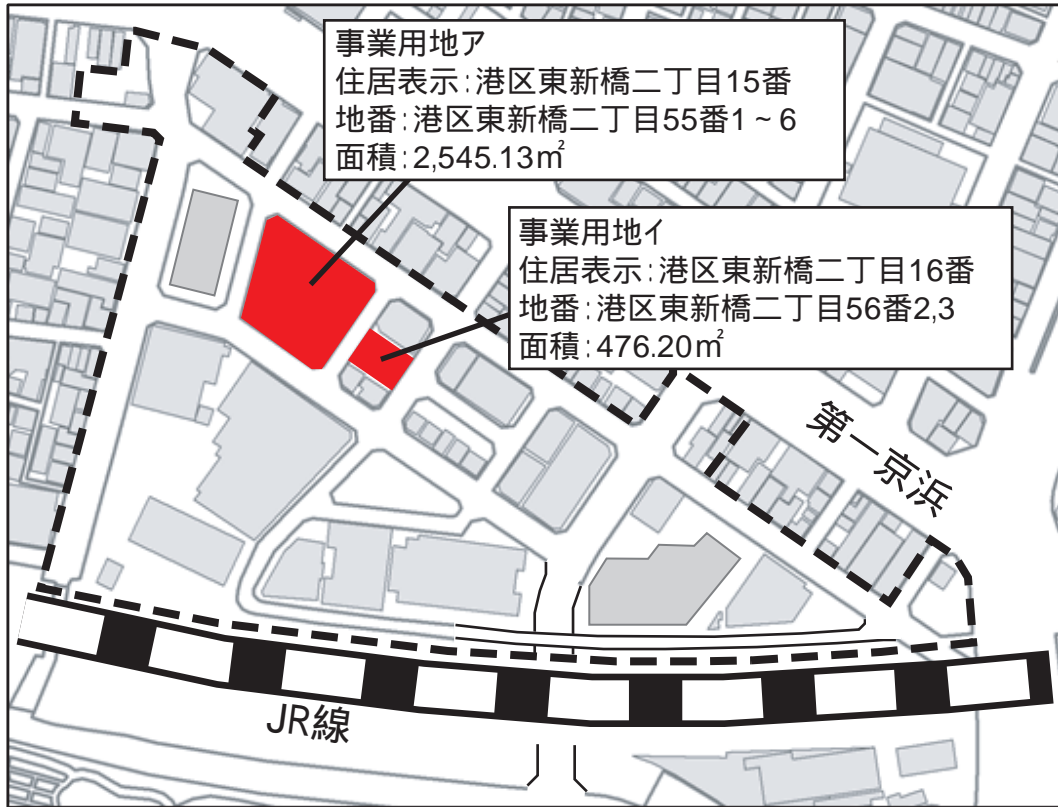 事業用地ア
住居表示:港区東新橋二丁目15番
地番:港区東新橋二丁目55番1~6
面積:2,545.13㎡
事業用地イ
住居表示:港区東新橋二丁目16番
地番:港区東新橋二丁目56番2,3
面積:476.20㎡
第一京浜
JR線